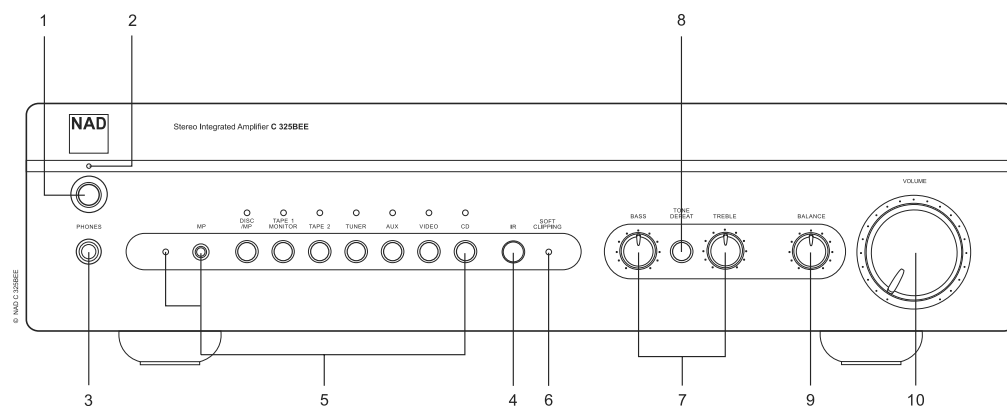 1
2
8
NAD
Stereo Integrated Amplifier C 325BEE
VOLUME
PHONES
MP
DISC
/MP
TAPE 1
MONITOR
TAPE 2
TUNER
AUX
VIDEO
CD
IR
SOFT
CLIPPING
BASS
TONE
DEFEAT
TREBLE
BALANCE
© NAD C 325BEE
3
5
4
6
7
9
10